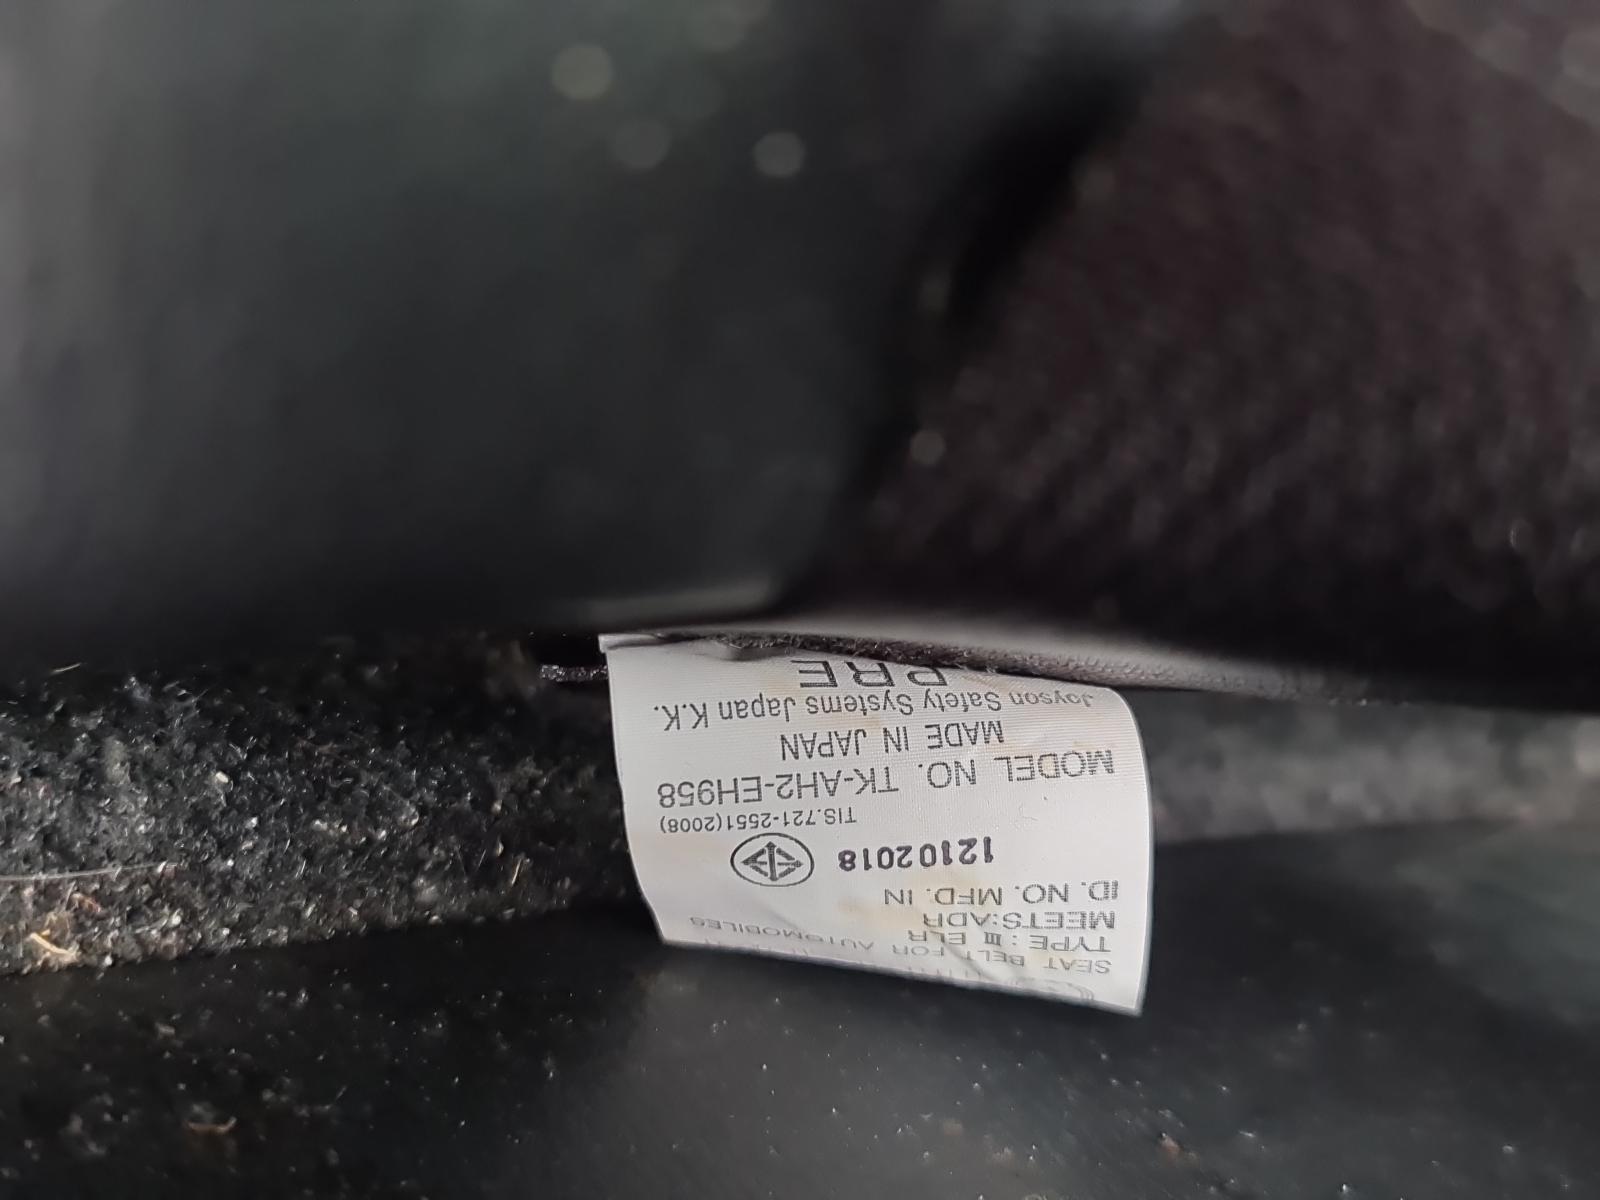 SEAT BELT FOR AUTOMOBILES
TYPE : III ELR
MEETS:ADR
ID. NO. MFD. IN
12102018
TIS.721-2551(2008)
MODEL NO. TK-AH2-EH958
MADE IN JAPAN
Joyson Safety Systems Japan K.K.
PRE